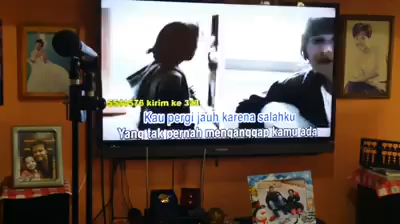 kirim ke
Kau pergi jauh karena salahku
Yang tak pernah menganggap kamu ada